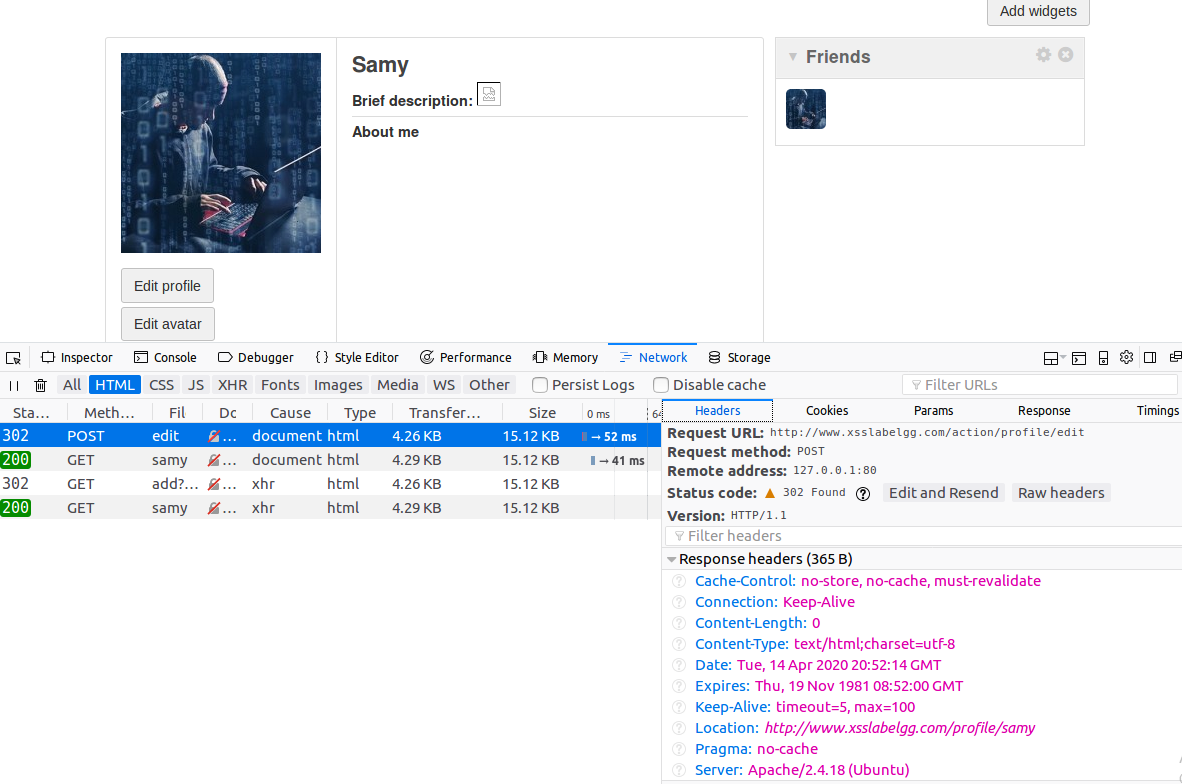 Add widgets
Samy
Friends
Brief description:
About me
Edit profile
Edit avatar
Inspector Console Debugger { } Style Editor Performance Memory Network Storage
All HTML CSS JS XHR Fonts Images Media WS Other Persist Logs Disable cache Filter URLs
Sta... Meth... Fil Dc Cause Type Transfer... Size 0 ms 64
302 POST edit ... document html 4.26 KB 15.12 KB → 52 ms
200 GET samy ... document html 4.29 KB 15.12 KB → 41 ms
302 GET add?... ... xhr html 4.26 KB 15.12 KB
200 GET samy ... xhr html 4.29 KB 15.12 KB
Headers Cookies Params Response Timings
Request URL: http://www.xsslabelgg.com/action/profile/edit
Request method: POST
Remote address: 127.0.0.1:80
Status code: 302 Found ? Edit and Resend Raw headers
Version: HTTP/1.1
Filter headers
Response headers (365 B)
? Cache-Control: no-store, no-cache, must-revalidate
? Connection: Keep-Alive
? Content-Length: 0
? Content-Type: text/html;charset=utf-8
? Date: Tue, 14 Apr 2020 20:52:14 GMT
? Expires: Thu, 19 Nov 1981 08:52:00 GMT
? Keep-Alive: timeout=5, max=100
? Location: http://www.xsslabelgg.com/profile/samy
? Pragma: no-cache
? Server: Apache/2.4.18 (Ubuntu)